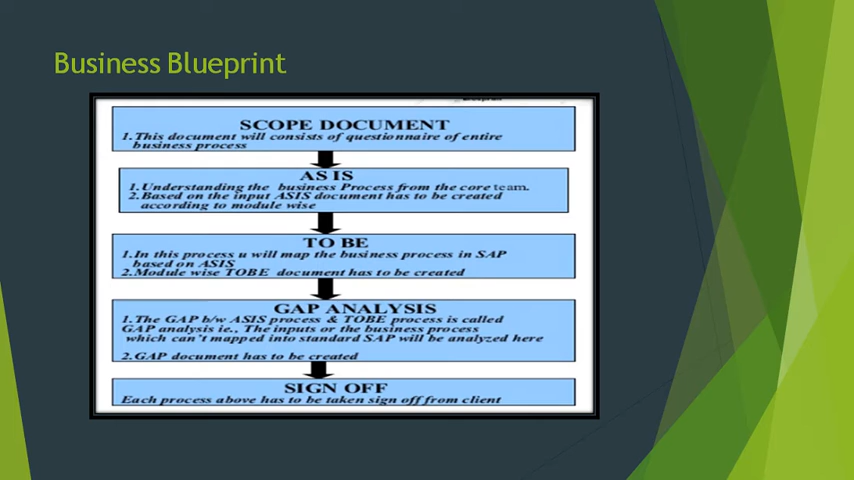 Business Blueprint
SCOPE DOCUMENT
1.This document will consists of questionnaire of entire
business process
AS IS
1.Understanding the business Process from the core team.
2.Based on the input ASIS document has to be created
according to module wise
TO BE
1.In this process u will map the business process in SAP
based on ASIS
2.Module wise TOBE document has to be created
GAP ANALYSIS
1.The GAP b/w ASIS process & TOBE process is called
GAP analysis ie., The inputs or the business process
which can't mapped into standard SAP will be analyzed here
2.GAP document has to be created
SIGN OFF
Each process above has to be taken sign off from client